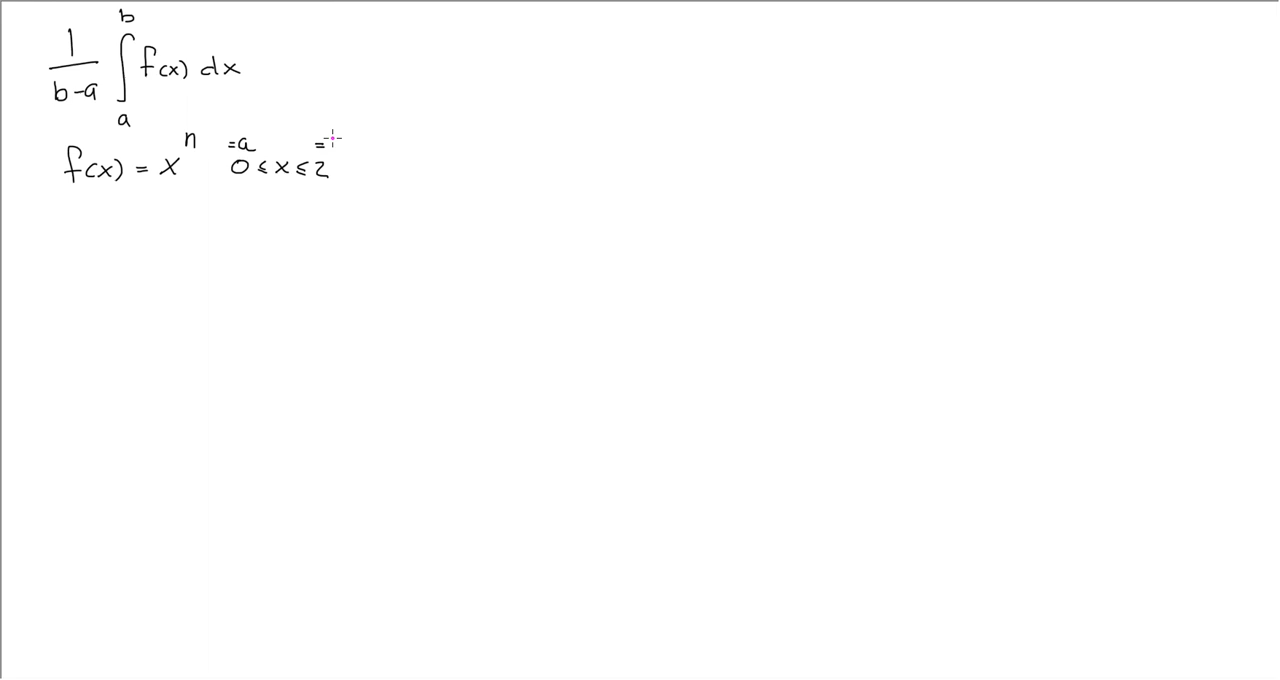 1/(b-a) ∫_a^b f(x) dx
=a =
f(x) = x^n 0 ≤ x ≤ 2